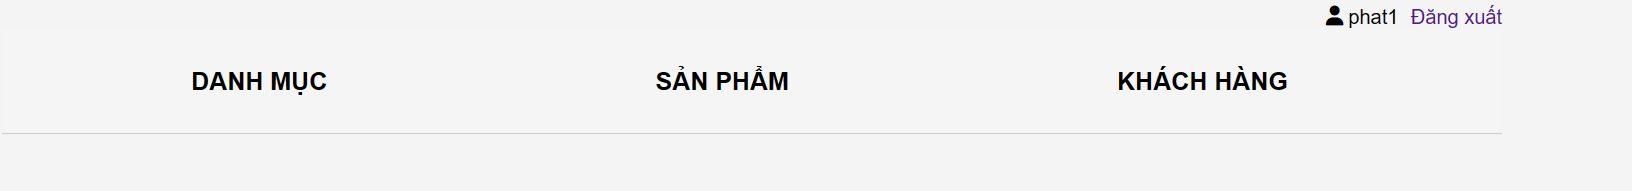 phat1 Đăng xuất
DANH MỤC SẢN PHẨM KHÁCH HÀNG